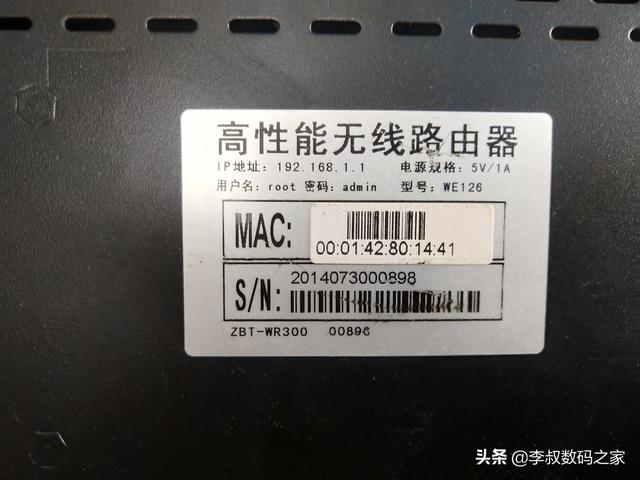 高性能无线路由器
IP地址: 192.168.1.1 电源规格: 5V/1A
用户名: root 密码: admin 型号: WE126
MAC:
00:01:42:80:14:41
S/N:
2014073000898
ZBT-WR300 00898
头条 @李叔数码之家